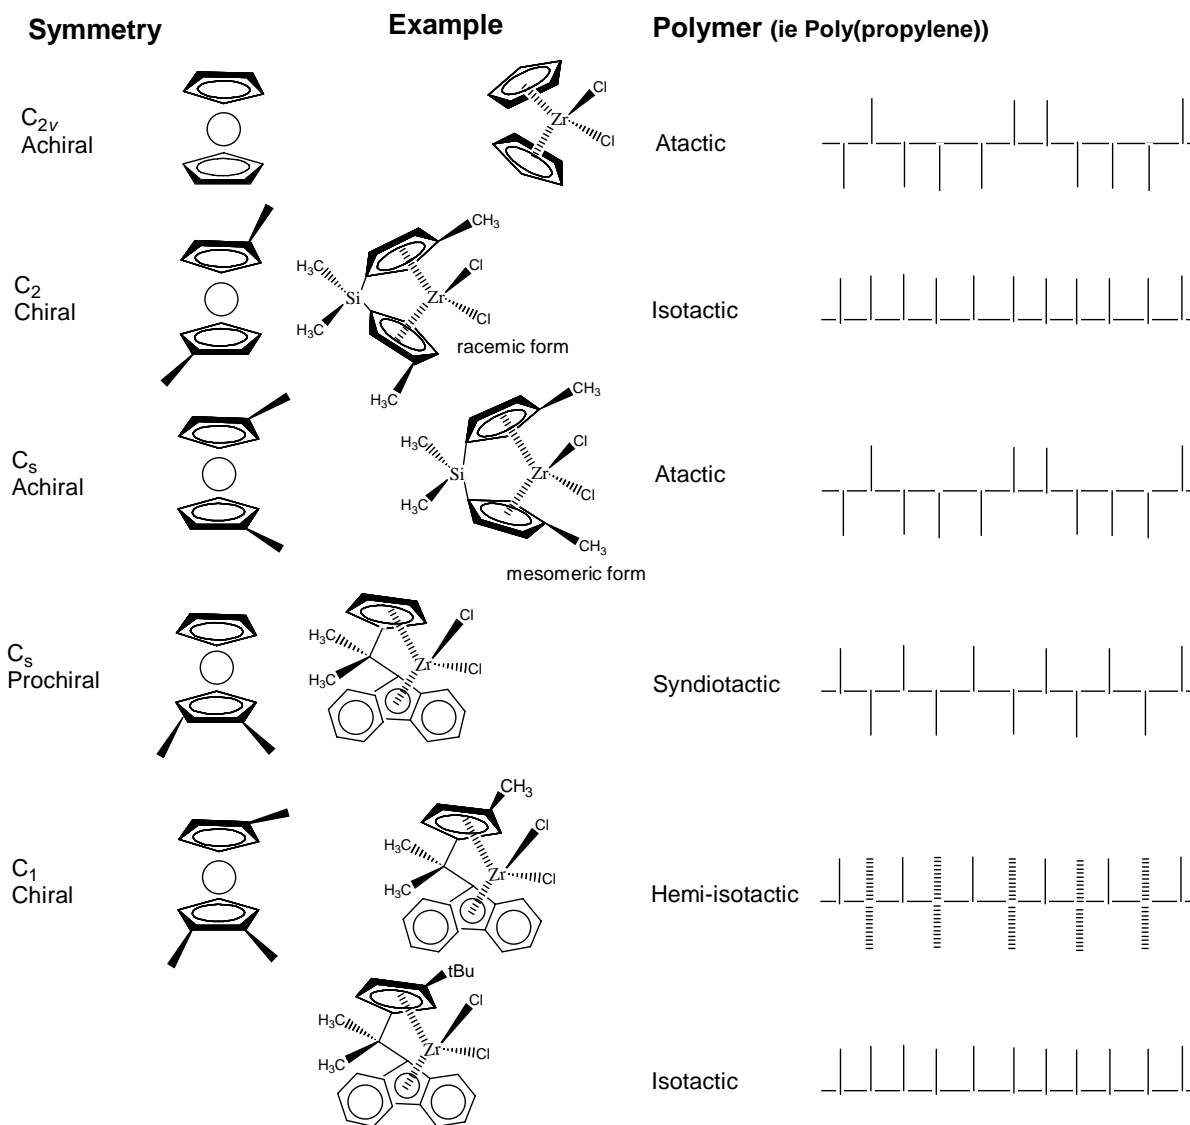 Symmetry
Example
Polymer (ie Poly(propylene))
C2v
Achiral
Zr
Cl
Cl
Atactic
C2
Chiral
CH3
H3C
Cl
Si
Zr
Cl
H3C
racemic form
H3C
Isotactic
Cs
Achiral
CH3
H3C
Cl
Si
Zr
Cl
H3C
CH3
mesomeric form
Atactic
Cs
Prochiral
Cl
H3C
Zr
Cl
H3C
Syndiotactic
C1
Chiral
CH3
Cl
H3C
Zr
Cl
H3C
Hemi-isotactic
tBu
Cl
H3C
Zr
Cl
H3C
Isotactic